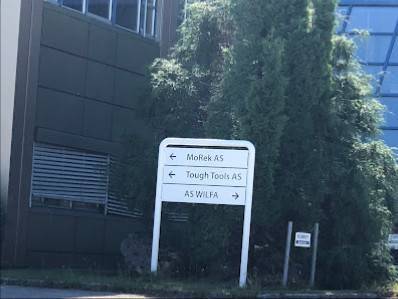 ← MoRek AS
← Tough Tools AS
AS WILFA →